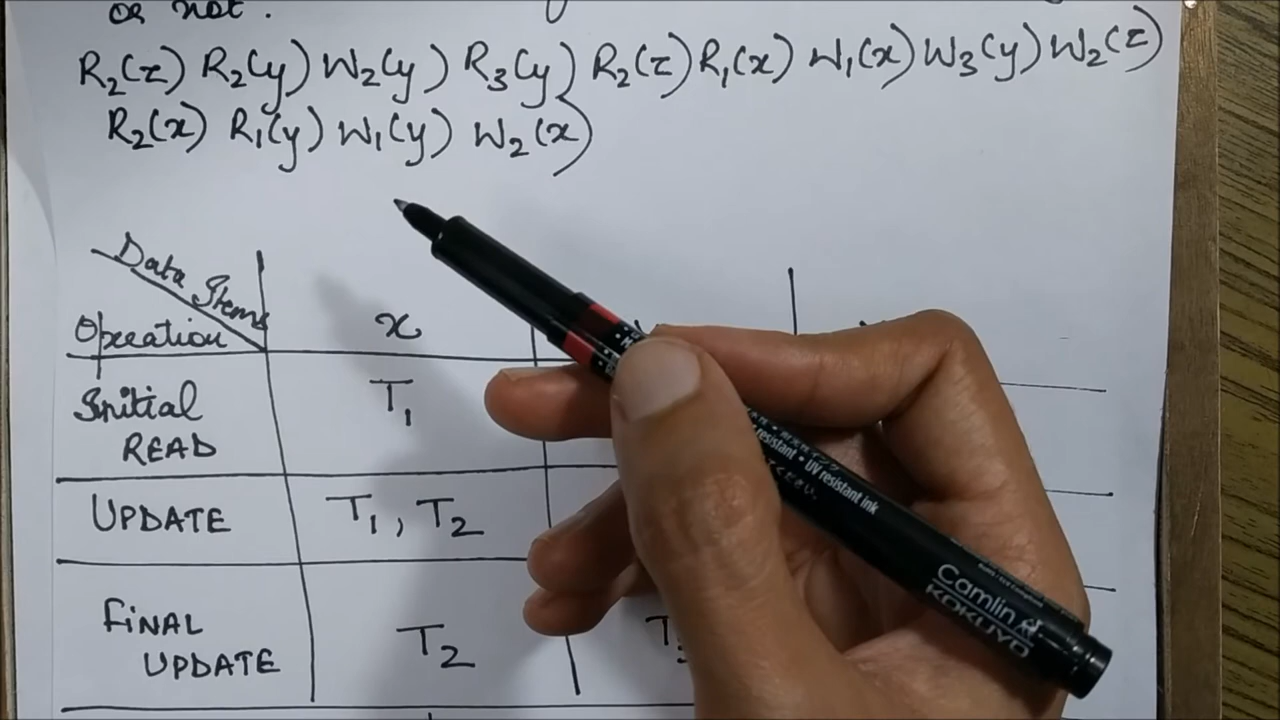 or not.
R₂(z) R₂(y) W₂(y) R₃(y) R₂(z) R₁(x) W₁(x) W₃(y) W₂(z)
R₂(x) R₁(y) W₁(y) W₂(x)
Data Items
Operation
x
Initial READ
T₁
UPDATE
T₁, T₂
FINAL UPDATE
T₂
resistant • UV resistant ink
Camlin
KOKUYO